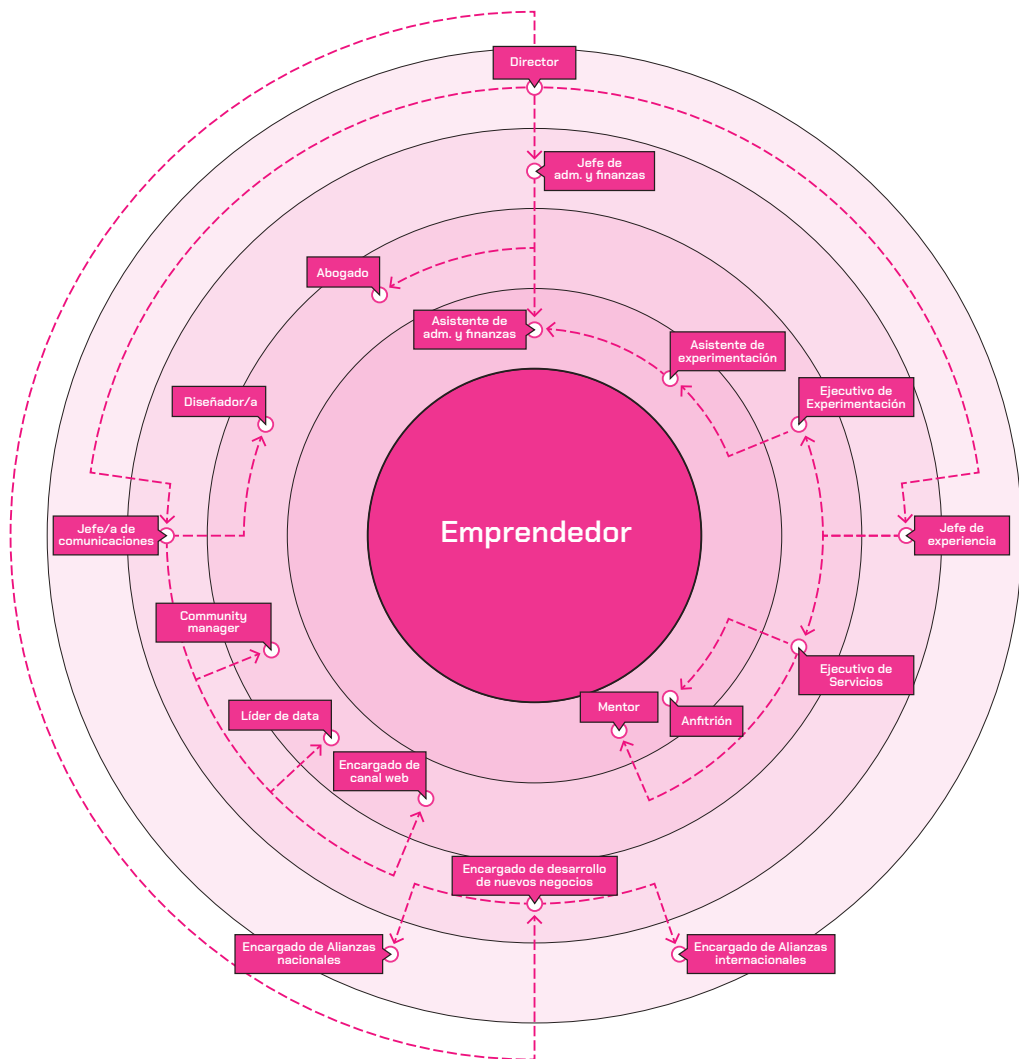 Director
Jefe de
adm. y finanzas
Abogado
Asistente de
adm. y finanzas
Asistente de
experimentación
Diseñador/a
Ejecutivo de
Experimentación
Emprendedor
Jefe/a de
comunicaciones
Jefe de
experiencia
Community
manager
Ejecutivo de
Servicios
Líder de data
Mentor
Anfitrión
Encargado de
canal web
Encargado de desarrollo
de nuevos negocios
Encargado de Alianzas
nacionales
Encargado de Alianzas
internacionales